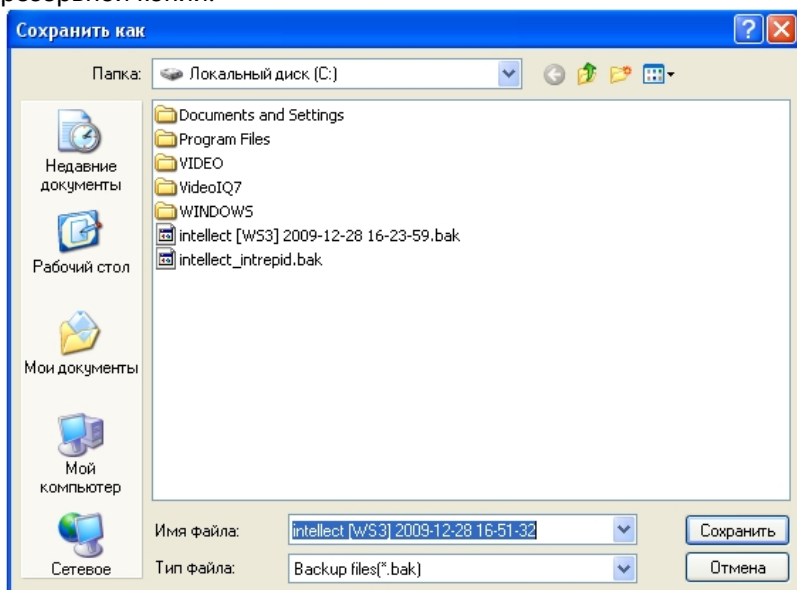 резервной копии.
Сохранить как
Папка:
Локальный диск (C:)
Недавние
документы
Рабочий стол
Мои документы
Мой
компьютер
Сетевое
Documents and Settings
Program Files
VIDEO
VideoIQ7
WINDOWS
intellect [WS3] 2009-12-28 16-23-59.bak
intellect_intrepid.bak
Имя файла:
intellect [WS3] 2009-12-28 16-51-32
Сохранить
Тип файла:
Backup files(*.bak)
Отмена